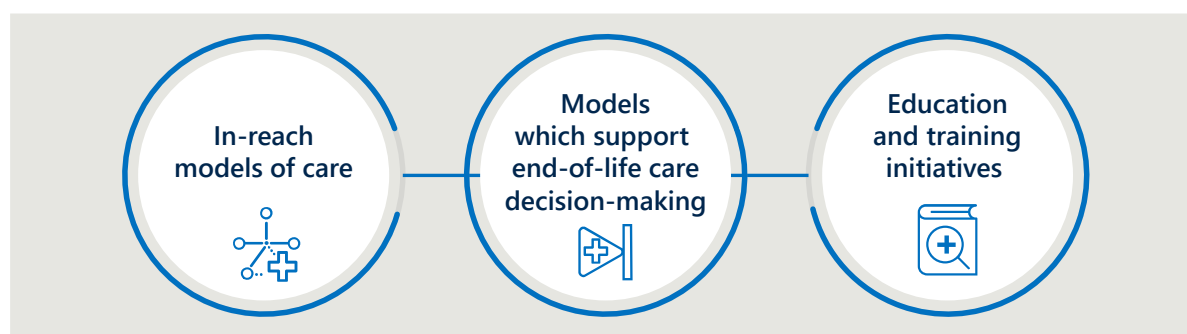 In-reach
models of care
Models
which support
end-of-life care
decision-making
Education
and training
initiatives